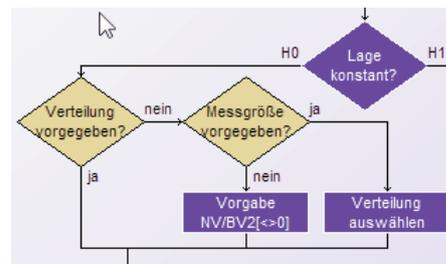 H0
Lage
konstant?
H1
Verteilung
vorgegeben?
nein
Messgröße
vorgegeben?
ja
ja
nein
Vorgabe
NV/BV2[<>0]
Verteilung
auswählen